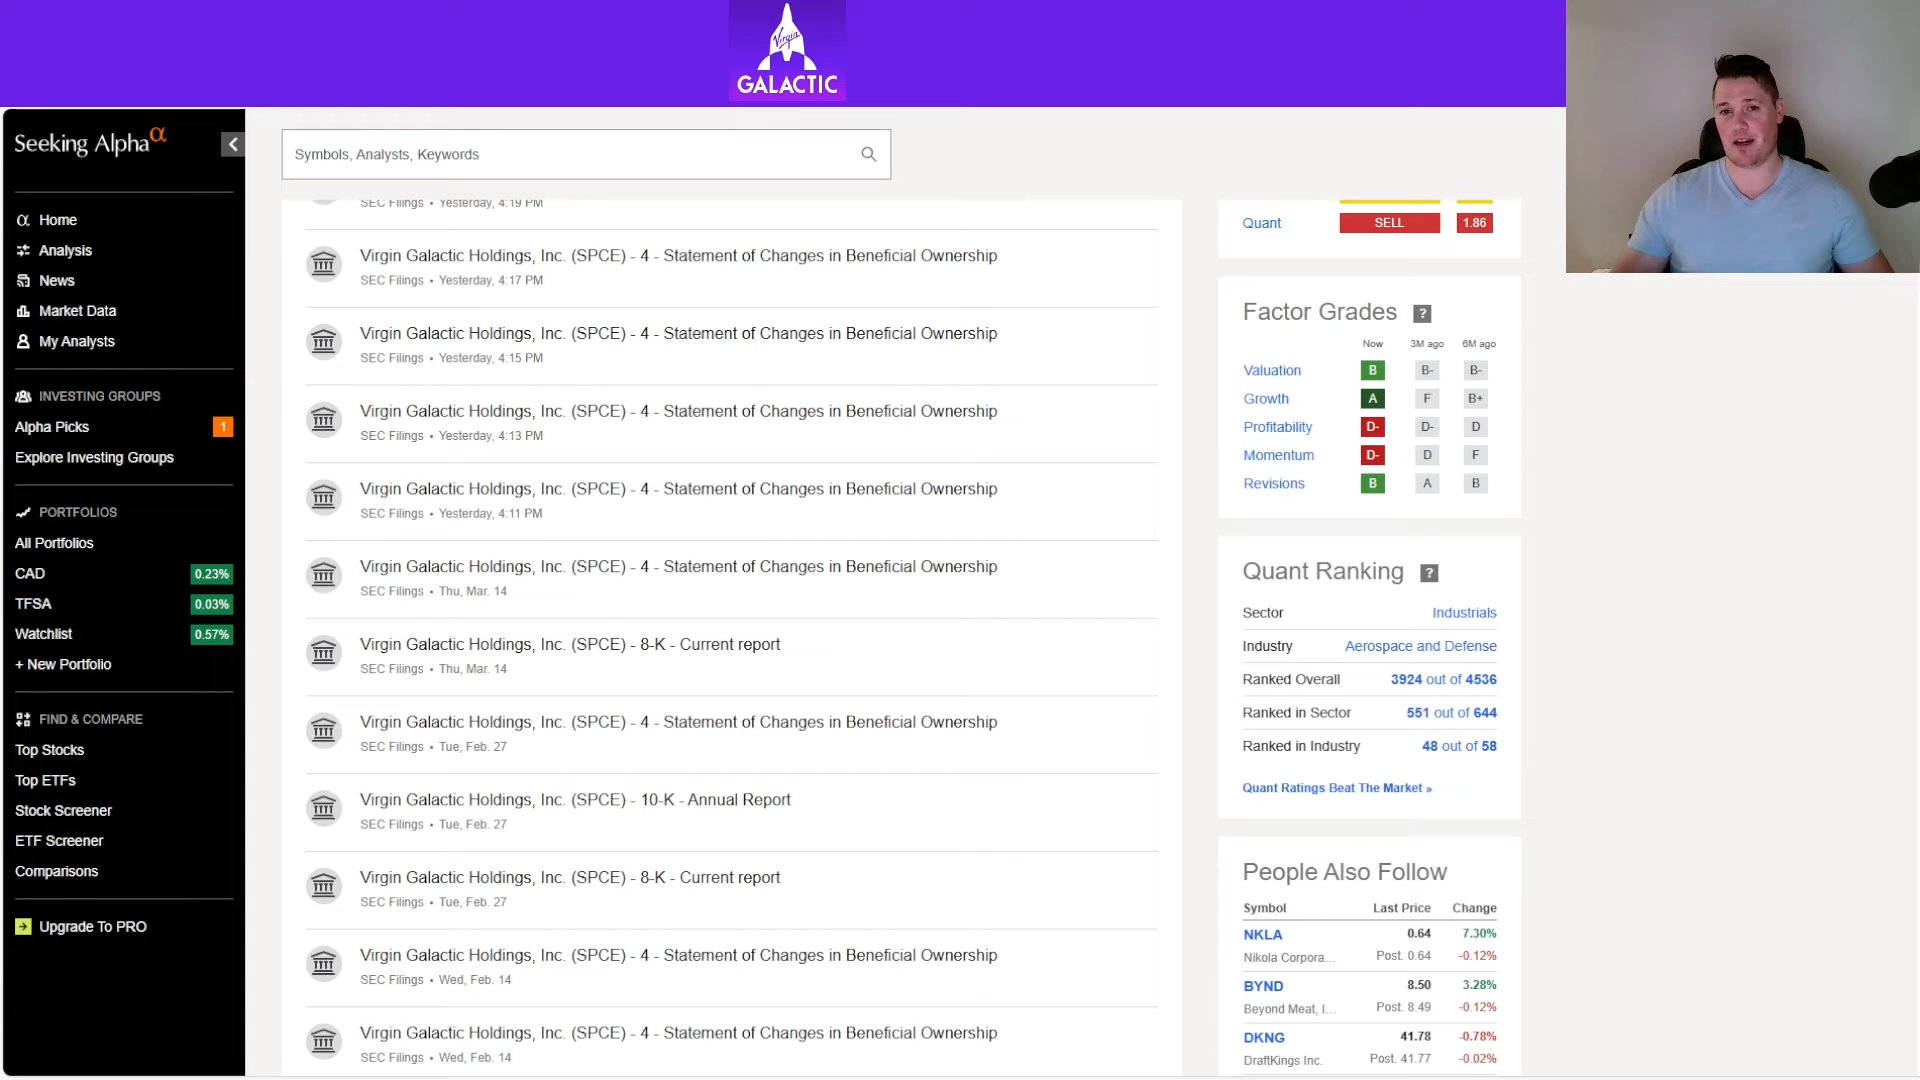 Virgin
GALACTIC
Seeking Alpha α
Symbols, Analysts, Keywords
Home
Analysis
News
Market Data
My Analysts
INVESTING GROUPS
Alpha Picks 1
Explore Investing Groups
PORTFOLIOS
All Portfolios
CAD 0.23%
TFSA 0.03%
Watchlist 0.57%
+ New Portfolio
FIND & COMPARE
Top Stocks
Top ETFs
Stock Screener
ETF Screener
Comparisons
Upgrade To PRO
SEC Filings • Yesterday, 4:19 PM
Virgin Galactic Holdings, Inc. (SPCE) - 4 - Statement of Changes in Beneficial Ownership
SEC Filings • Yesterday, 4:17 PM
Virgin Galactic Holdings, Inc. (SPCE) - 4 - Statement of Changes in Beneficial Ownership
SEC Filings • Yesterday, 4:15 PM
Virgin Galactic Holdings, Inc. (SPCE) - 4 - Statement of Changes in Beneficial Ownership
SEC Filings • Yesterday, 4:13 PM
Virgin Galactic Holdings, Inc. (SPCE) - 4 - Statement of Changes in Beneficial Ownership
SEC Filings • Yesterday, 4:11 PM
Virgin Galactic Holdings, Inc. (SPCE) - 4 - Statement of Changes in Beneficial Ownership
SEC Filings • Thu, Mar. 14
Virgin Galactic Holdings, Inc. (SPCE) - 8-K - Current report
SEC Filings • Thu, Mar. 14
Virgin Galactic Holdings, Inc. (SPCE) - 4 - Statement of Changes in Beneficial Ownership
SEC Filings • Tue, Feb. 27
Virgin Galactic Holdings, Inc. (SPCE) - 10-K - Annual Report
SEC Filings • Tue, Feb. 27
Virgin Galactic Holdings, Inc. (SPCE) - 8-K - Current report
SEC Filings • Tue, Feb. 27
Virgin Galactic Holdings, Inc. (SPCE) - 4 - Statement of Changes in Beneficial Ownership
SEC Filings • Wed, Feb. 14
Virgin Galactic Holdings, Inc. (SPCE) - 4 - Statement of Changes in Beneficial Ownership
SEC Filings • Wed, Feb. 14
Quant SELL 1.86
Factor Grades ?
Now 3M ago 6M ago
Valuation B B- B-
Growth A F B+
Profitability D- D- D
Momentum D- D F
Revisions B A B
Quant Ranking ?
Sector Industrials
Industry Aerospace and Defense
Ranked Overall 3924 out of 4536
Ranked in Sector 551 out of 644
Ranked in Industry 48 out of 58
Quant Ratings Beat The Market »
People Also Follow
Symbol Last Price Change
NKLA 0.64 7.30%
Nikola Corpora... Post. 0.64 -0.12%
BYND 8.50 3.28%
Beyond Meat, I... Post. 8.49 -0.12%
DKNG 41.78 -0.78%
DraftKings Inc. Post. 41.77 -0.02%